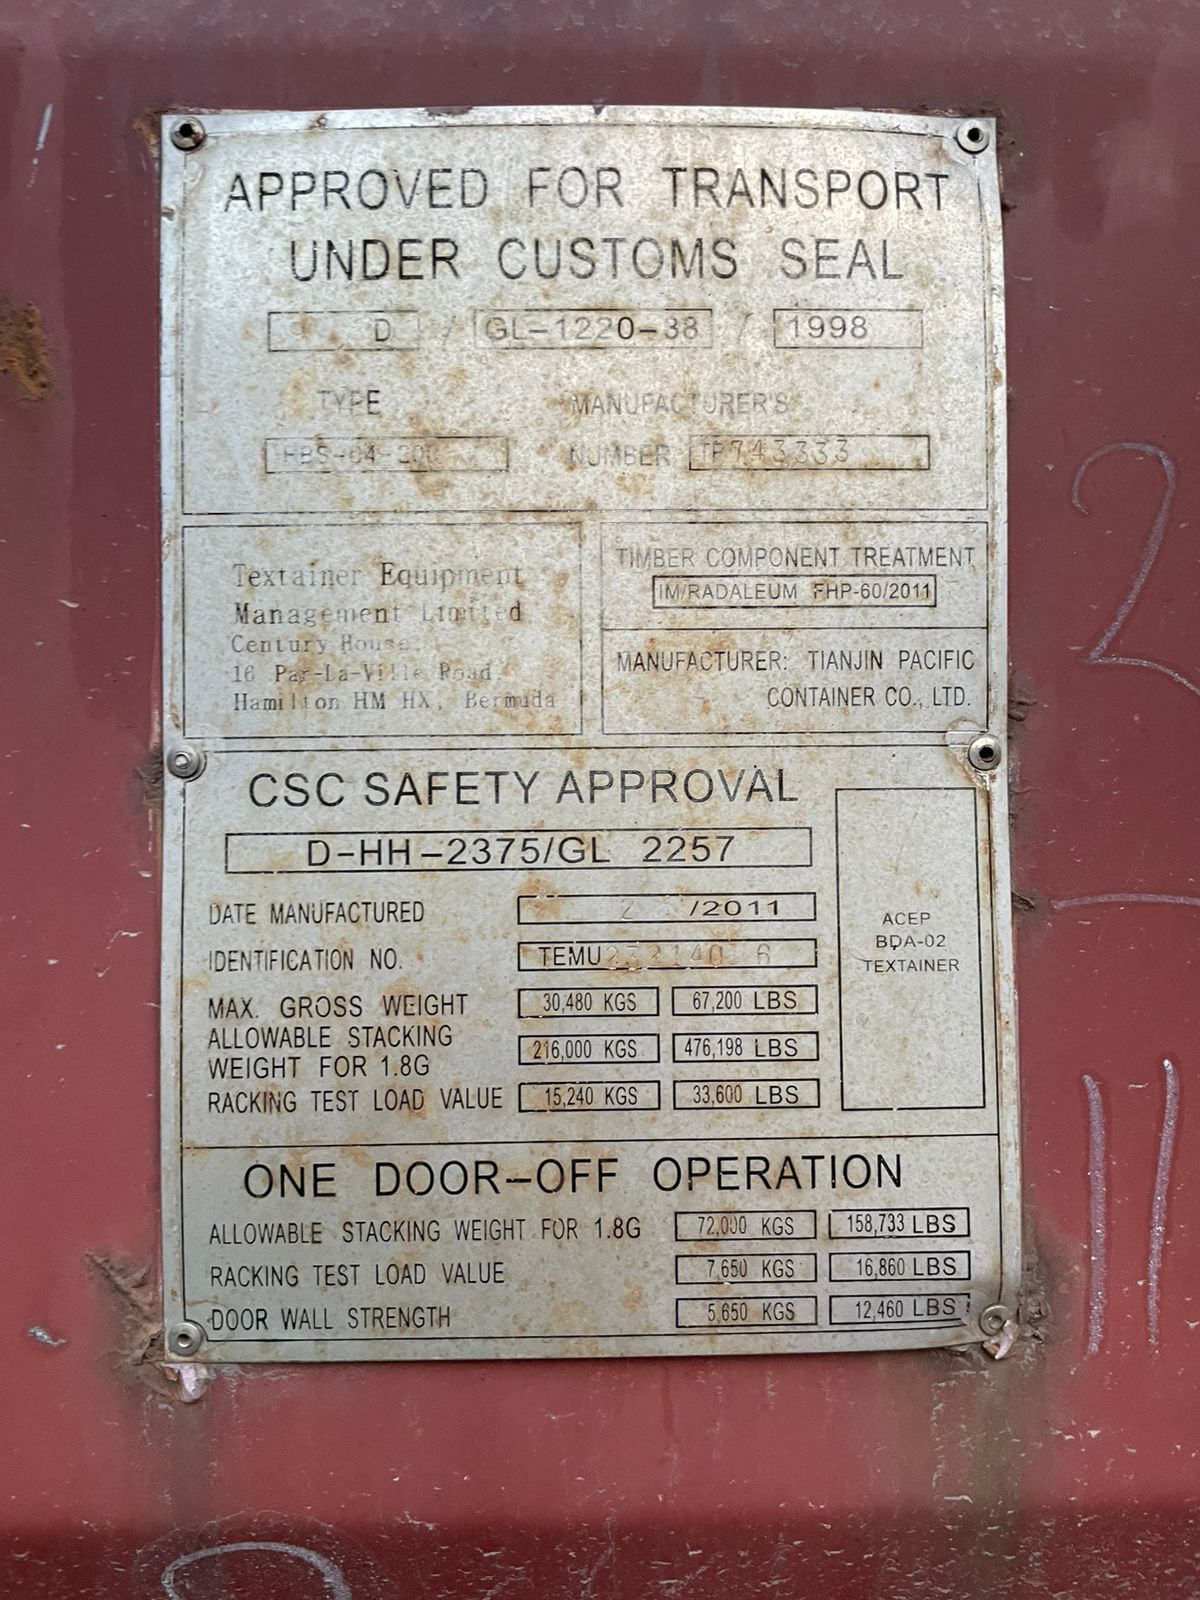 APPROVED FOR TRANSPORT
UNDER CUSTOMS SEAL
D / GL-1220-38 / 1998
TYPE MANUFACTURER'S
NUMBER 743333
Textainer Equipment
Management Limited
Century House,
16 Par-La-Ville Road,
Hamilton HM HX, Bermuda
TIMBER COMPONENT TREATMENT
IM/RADALEUM FHP-60/2011
MANUFACTURER: TIANJIN PACIFIC
CONTAINER CO., LTD.
CSC SAFETY APPROVAL
D-HH-2375/GL 2257
DATE MANUFACTURED 2 /2011
IDENTIFICATION NO. TEMU
MAX. GROSS WEIGHT 30,480 KGS 67,200 LBS
ALLOWABLE STACKING
WEIGHT FOR 1.8G 216,000 KGS 476,198 LBS
RACKING TEST LOAD VALUE 15,240 KGS 33,600 LBS
ACEP
BDA-02
TEXTAINER
ONE DOOR-OFF OPERATION
ALLOWABLE STACKING WEIGHT FOR 1.8G 72,000 KGS 158,733 LBS
RACKING TEST LOAD VALUE 7,650 KGS 16,860 LBS
DOOR WALL STRENGTH 5,650 KGS 12,460 LBS
2